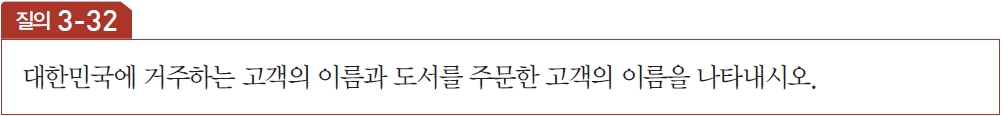 질의 3-32
대한민국에 거주하는 고객의 이름과 도서를 주문한 고객의 이름을 나타내시오.